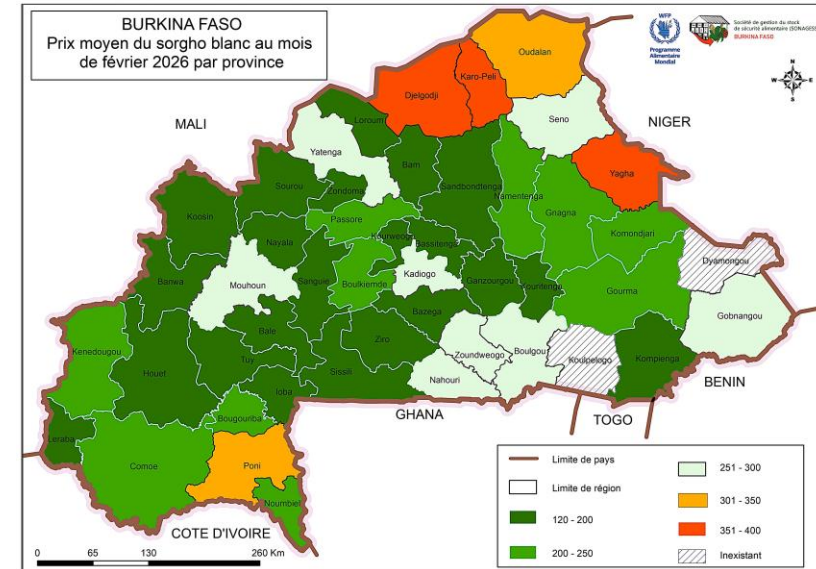 BURKINA FASO
Prix moyen du sorgho blanc au mois
de février 2026 par province
WFP
Programme
Alimentaire
Mondial
Société de gestion du stock
de sécurité alimentaire (SONAGESS)
BURKINA FASO
N
W E
S
MALI
NIGER
BENIN
TOGO
GHANA
COTE D'IVOIRE
Oudalan
Karo-Peli
Djelgodji
Seno
Loroum
Yatenga
Yagha
Bam
Sourou
Sandbondtenga
Zondoma
Namentenga
Koosin
Passore
Gnagna
Komondjari
Kourweogo
Nayala
Bassitenga
Dyamongou
Banwa
Mouhoun
Sanguie
Boulkiemde
Kadiogo
Ganzourgou
Kouritenga
Gourma
Gobnangou
Bazega
Bale
Ziro
Kenedougou
Houet
Tuy
Zoundweogo
Boulgou
Koulpelogo
Kompienga
Sissili
Nahouri
Ioba
Bougouriba
Leraba
Comoe
Poni
Noumbiel
Limite de pays
Limite de région
120 - 200
200 - 250
251 - 300
301 - 350
351 - 400
Inexistant
0 65 130 260 Km